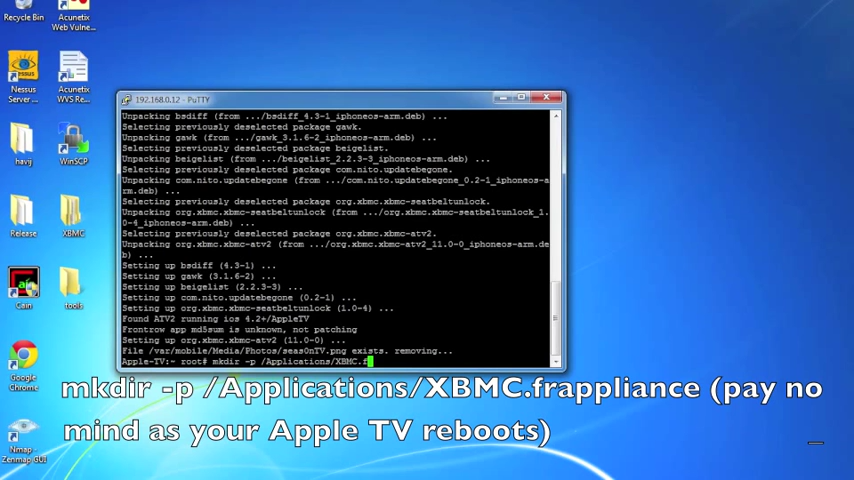 Recycle Bin
Acunetix
Web Vulne...
Nessus
Server ...
Acunetix
WVS Re...
havij
WinSCP
Release
XBMC
Cain
tools
Google
Chrome
Nmap -
Zenmap GUI
192.168.0.12 - PuTTY
Unpacking bsdiff (from .../bsdiff_4.3-1_iphoneos-arm.deb) ...
Selecting previously deselected package gawk.
Unpacking gawk (from .../gawk_3.1.6-2_iphoneos-arm.deb) ...
Selecting previously deselected package beigelist.
Unpacking beigelist (from .../beigelist_2.2.3-3_iphoneos-arm.deb) ...
Selecting previously deselected package com.nito.updatebegone.
Unpacking com.nito.updatebegone (from .../com.nito.updatebegone_0.2-1_iphoneos-a
rm.deb) ...
Selecting previously deselected package org.xbmc.xbmc-seatbeltunlock.
Unpacking org.xbmc.xbmc-seatbeltunlock (from .../org.xbmc.xbmc-seatbeltunlock_1.
0-4_iphoneos-arm.deb) ...
Selecting previously deselected package org.xbmc.xbmc-atv2.
Unpacking org.xbmc.xbmc-atv2 (from .../org.xbmc.xbmc-atv2_11.0-0_iphoneos-arm.de
b) ...
Setting up bsdiff (4.3-1) ...
Setting up gawk (3.1.6-2) ...
Setting up beigelist (2.2.3-3) ...
Setting up com.nito.updatebegone (0.2-1) ...
Setting up org.xbmc.xbmc-seatbeltunlock (1.0-4) ...
Found ATV2 running ios 4.2+/AppleTV
Frontrow app md5sum is unknown, not patching
Setting up org.xbmc.xbmc-atv2 (11.0-0) ...
File /var/mobile/Media/Photos/seas0nTV.png exists. removing...
Apple-TV:~ root# mkdir -p /Applications/XBMC.f
mkdir -p /Applications/XBMC.frappliance (pay no
mind as your Apple TV reboots)